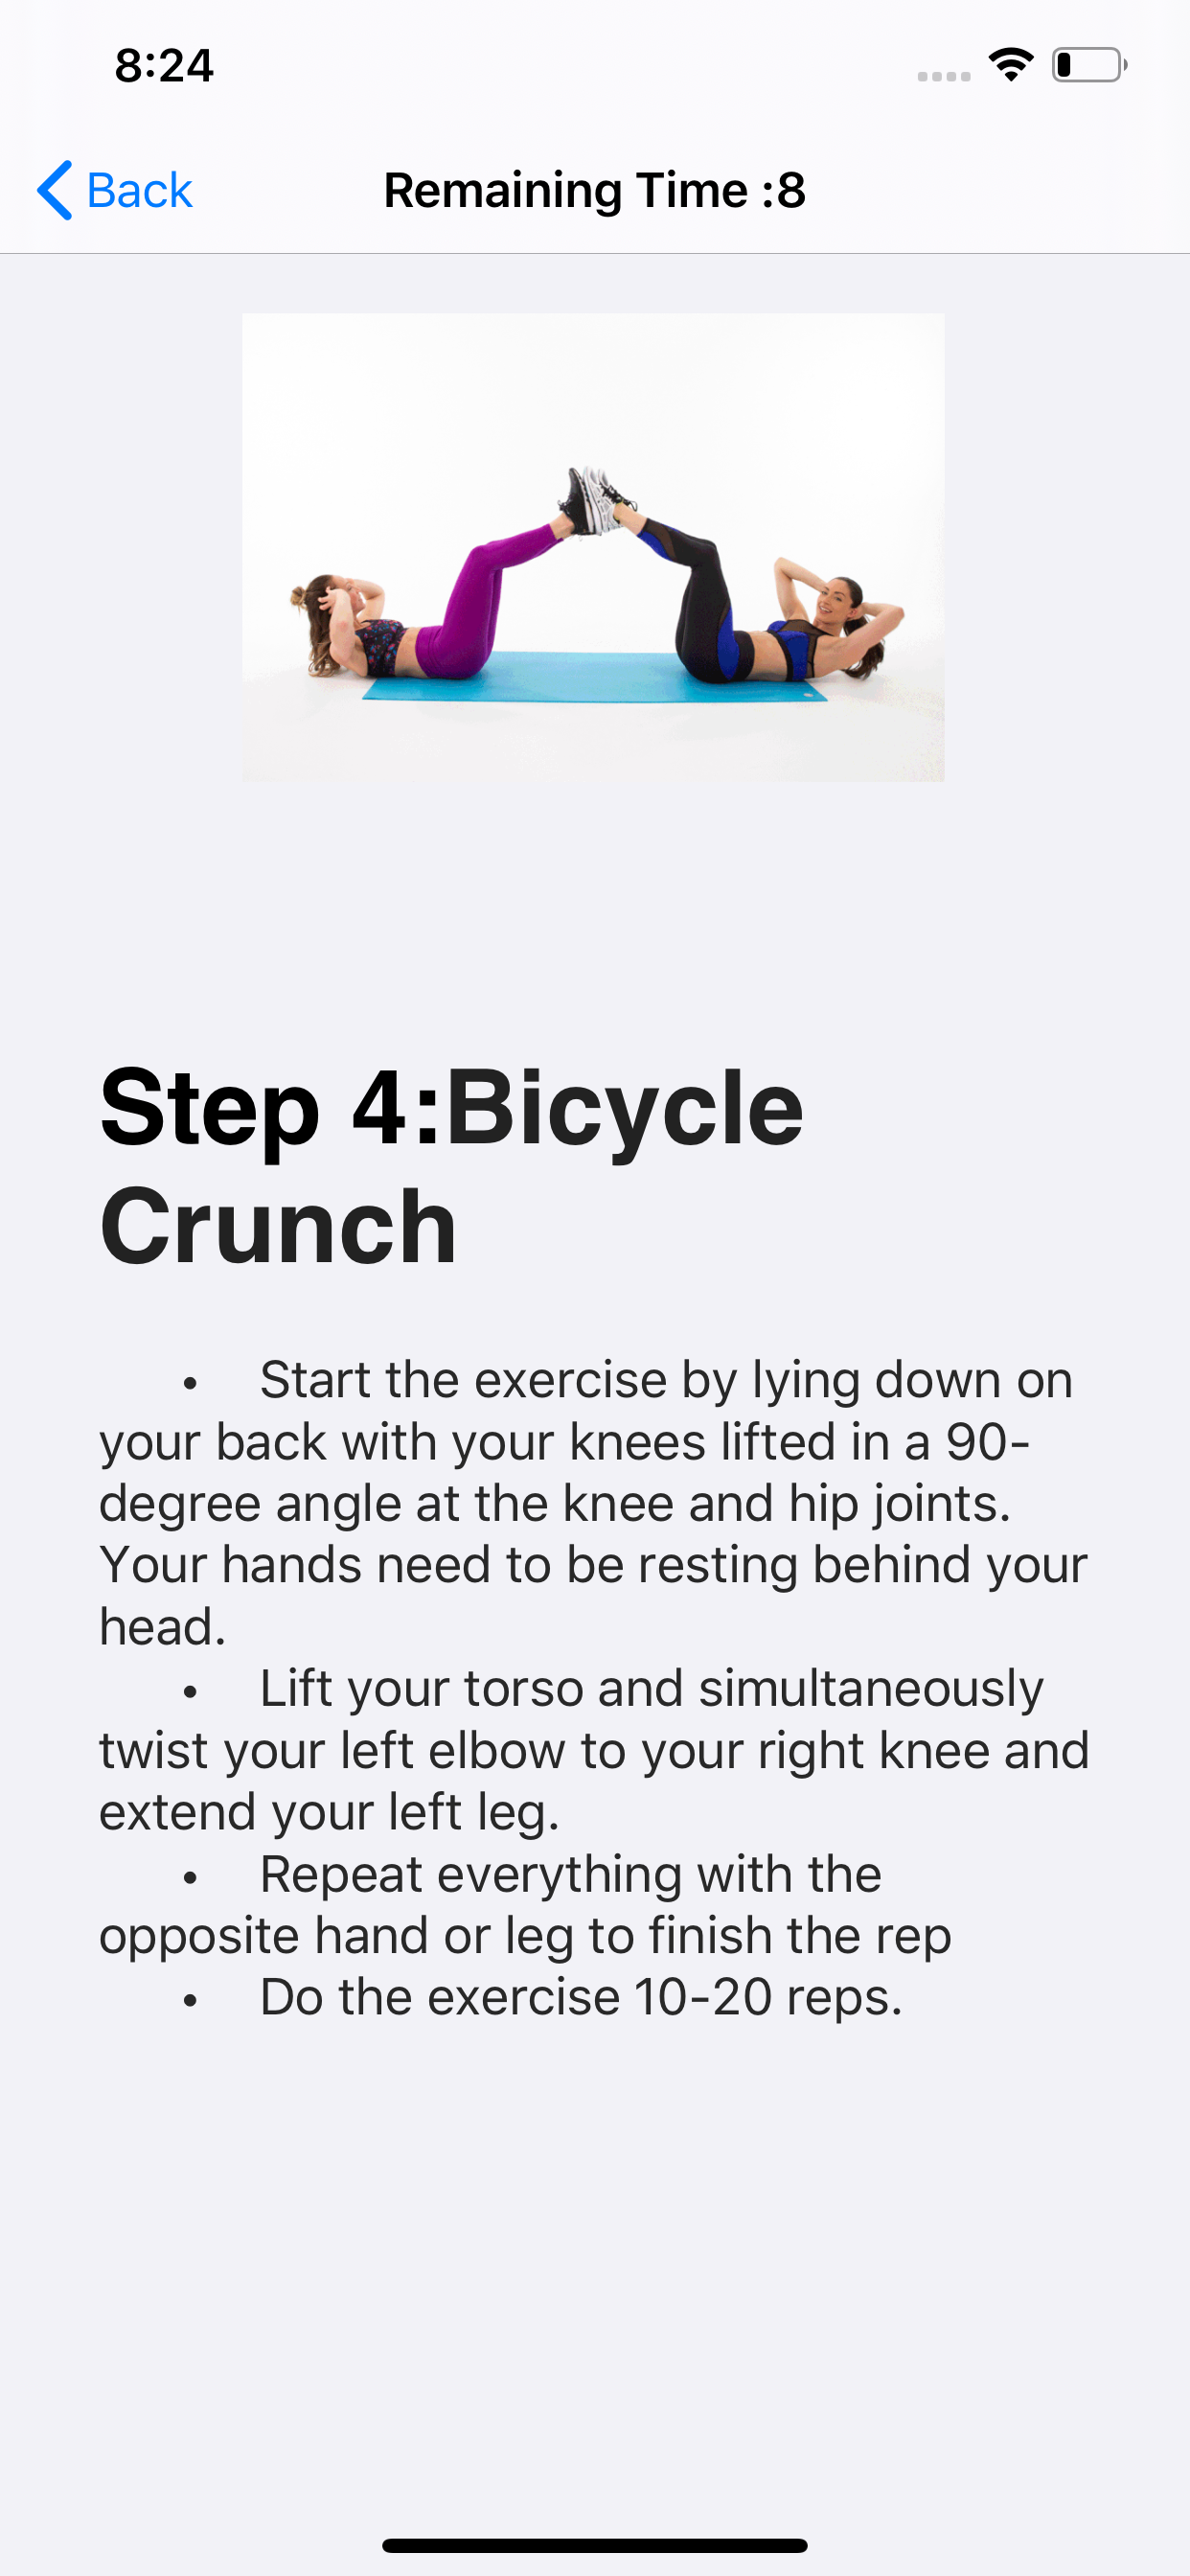 8:24
Back
Remaining Time :8
Step 4:Bicycle
Crunch
• Start the exercise by lying down on
your back with your knees lifted in a 90-
degree angle at the knee and hip joints.
Your hands need to be resting behind your
head.
• Lift your torso and simultaneously
twist your left elbow to your right knee and
extend your left leg.
• Repeat everything with the
opposite hand or leg to finish the rep
• Do the exercise 10-20 reps.